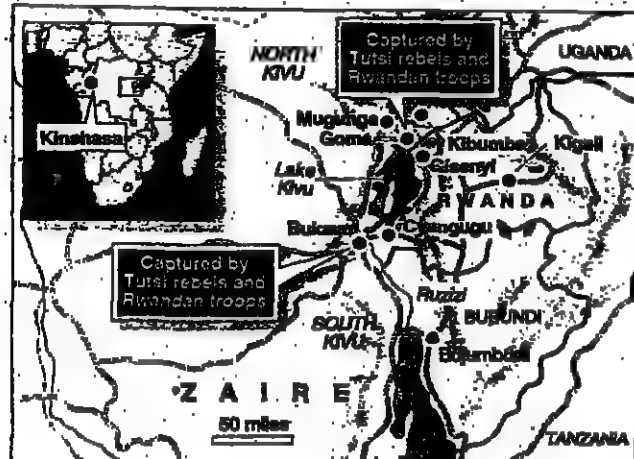 NORTH
KIVU
Captured by
Tutsi rebels and
Rwandan troops
UGANDA
Kinshasa
Mugunga
Goma
Kibumba
Kigali
Gisenyi
Lake
Kivu
RWANDA
Bukavu
Cyangugu
Captured by
Tutsi rebels and
Rwandan troops
Ruzizi
SOUTH
KIVU
BURUNDI
Bujumbura
ZAIRE
50 miles
TANZANIA